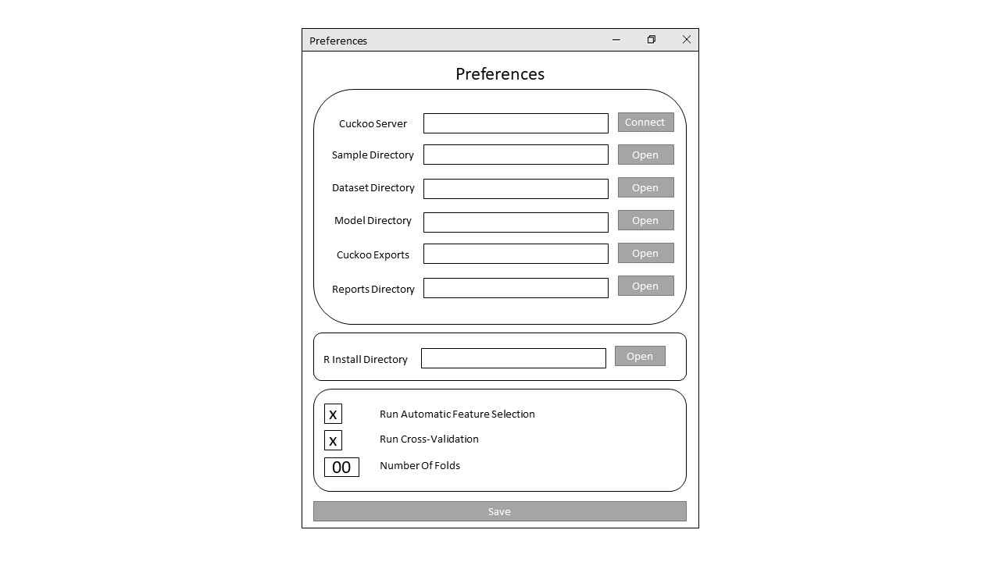 Preferences
Preferences
Cuckoo Server Connect
Sample Directory Open
Dataset Directory Open
Model Directory Open
Cuckoo Exports Open
Reports Directory Open
R Install Directory Open
x Run Automatic Feature Selection
x Run Cross-Validation
00 Number Of Folds
Save